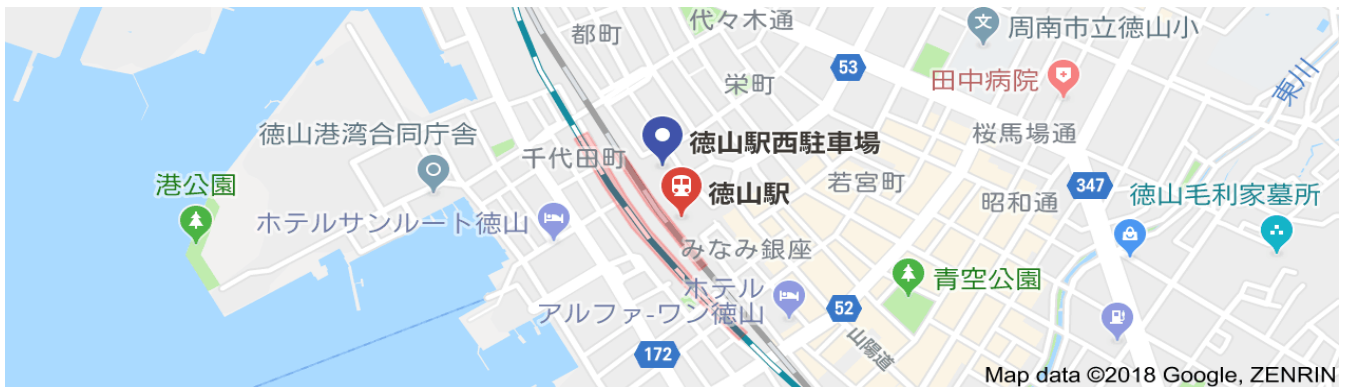 代々木通
都町
周南市立徳山小
53
栄町
田中病院
東川
徳山港湾合同庁舎
桜馬場通
徳山駅西駐車場
千代田町
港公園
徳山駅
若宮町
347
昭和通
徳山毛利家墓所
ホテルサンルート徳山
みなみ銀座
青空公園
ホテル
アルファ-ワン徳山
52
山陽道
172
Map data ©2018 Google, ZENRIN